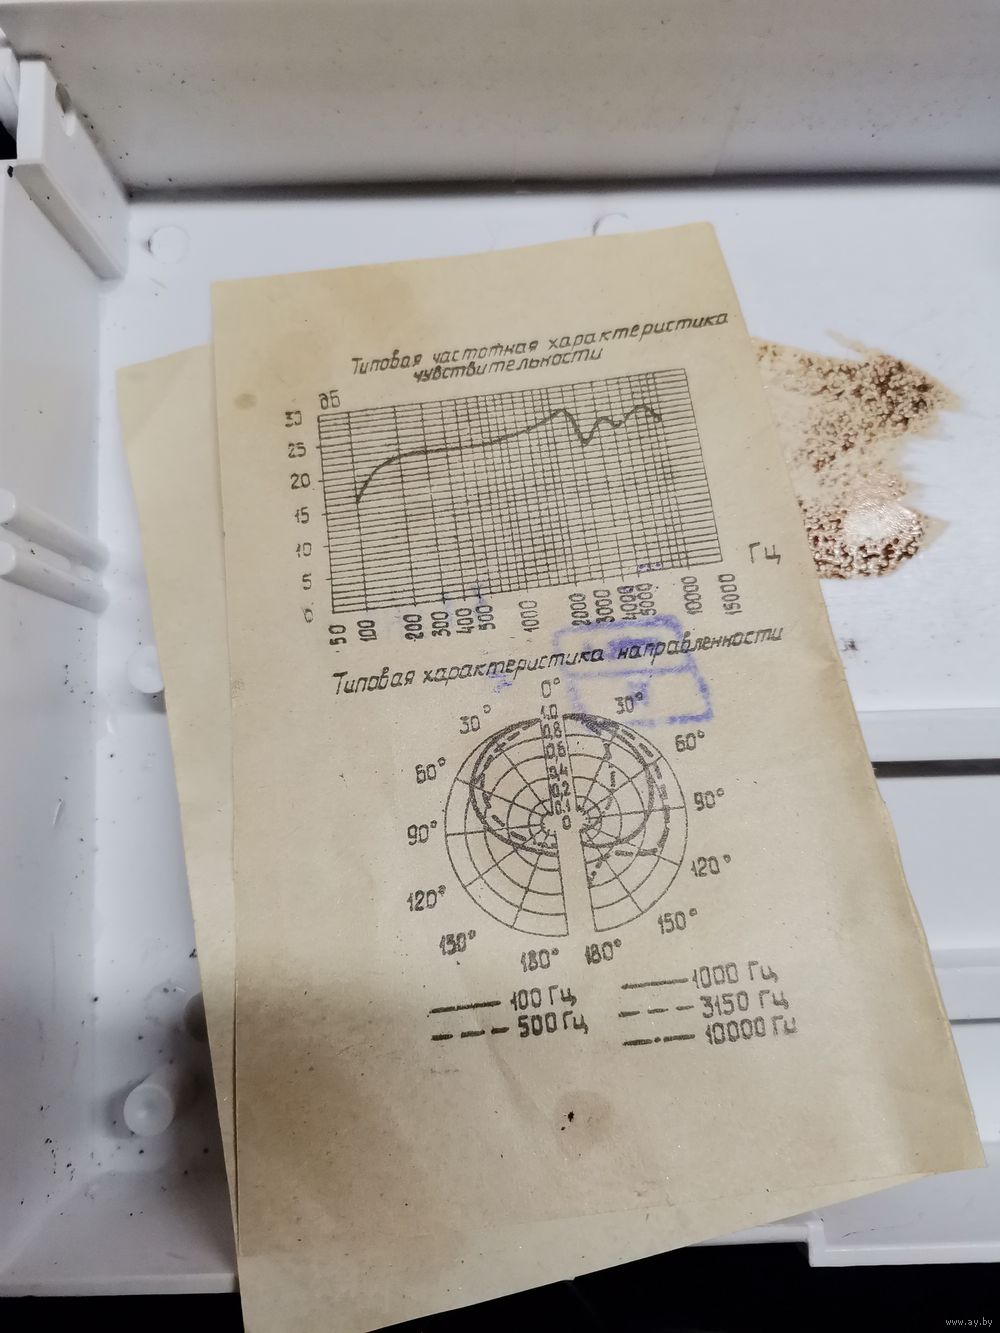 Типовая частотная характеристика
чувствительности
дБ
30
25
20
15
10
5
0
Гц
50 100 200 300 400 500 1000 2000 3000 4000 5000 10000 15000
Типовая характеристика направленности
0°
30° 1,0 30°
0,8
60° 0,6 60°
0,4
0,2
90° 0,1 90°
0
120° 120°
150° 150°
180° 180°
100 Гц 1000 Гц
500 Гц 3150 Гц
10000 Гц
www.ay.by